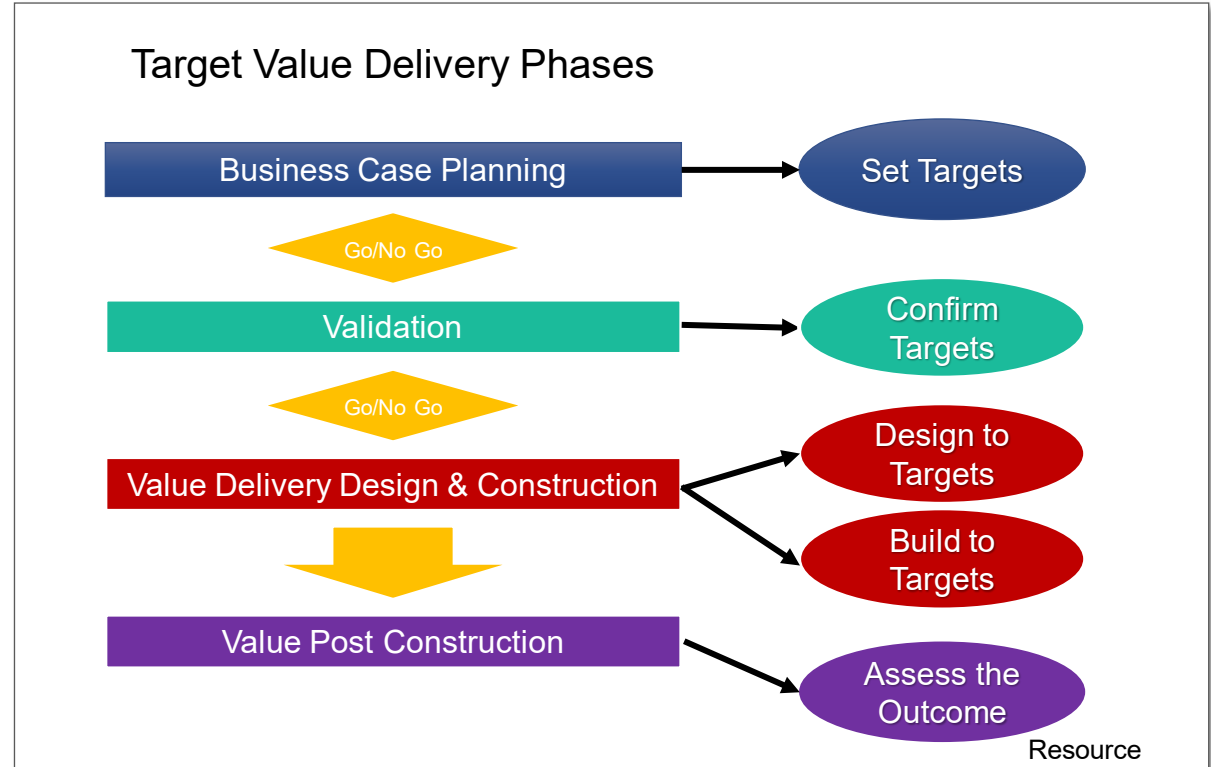 Target Value Delivery Phases
Business Case Planning
Set Targets
Go/No Go
Validation
Confirm
Targets
Go/No Go
Value Delivery Design & Construction
Design to
Targets
Build to
Targets
Value Post Construction
Assess the
Outcome
Resource